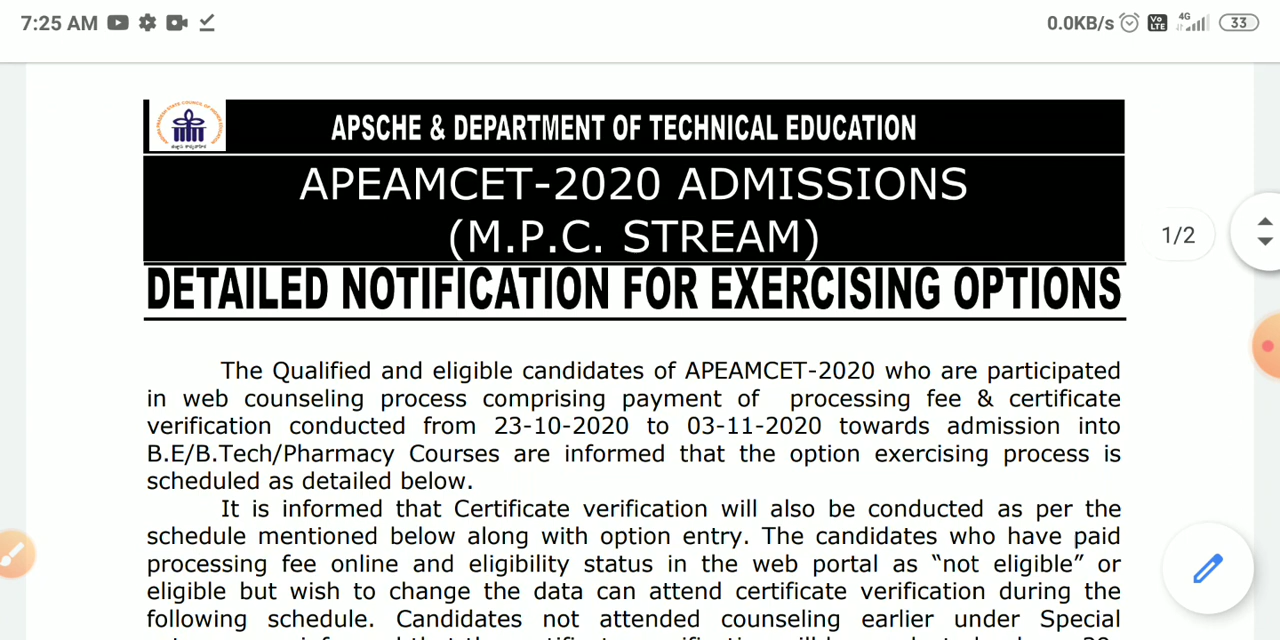 7:25 AM
0.0KB/s
Vo
LTE
4G
33
APSCHE & DEPARTMENT OF TECHNICAL EDUCATION
APEAMCET-2020 ADMISSIONS
(M.P.C. STREAM)
1/2
DETAILED NOTIFICATION FOR EXERCISING OPTIONS
The Qualified and eligible candidates of APEAMCET-2020 who are participated
in web counseling process comprising payment of processing fee & certificate
verification conducted from 23-10-2020 to 03-11-2020 towards admission into
B.E/B.Tech/Pharmacy Courses are informed that the option exercising process is
scheduled as detailed below.
It is informed that Certificate verification will also be conducted as per the
schedule mentioned below along with option entry. The candidates who have paid
processing fee online and eligibility status in the web portal as “not eligible” or
eligible but wish to change the data can attend certificate verification during the
following schedule. Candidates not attended counseling earlier under Special